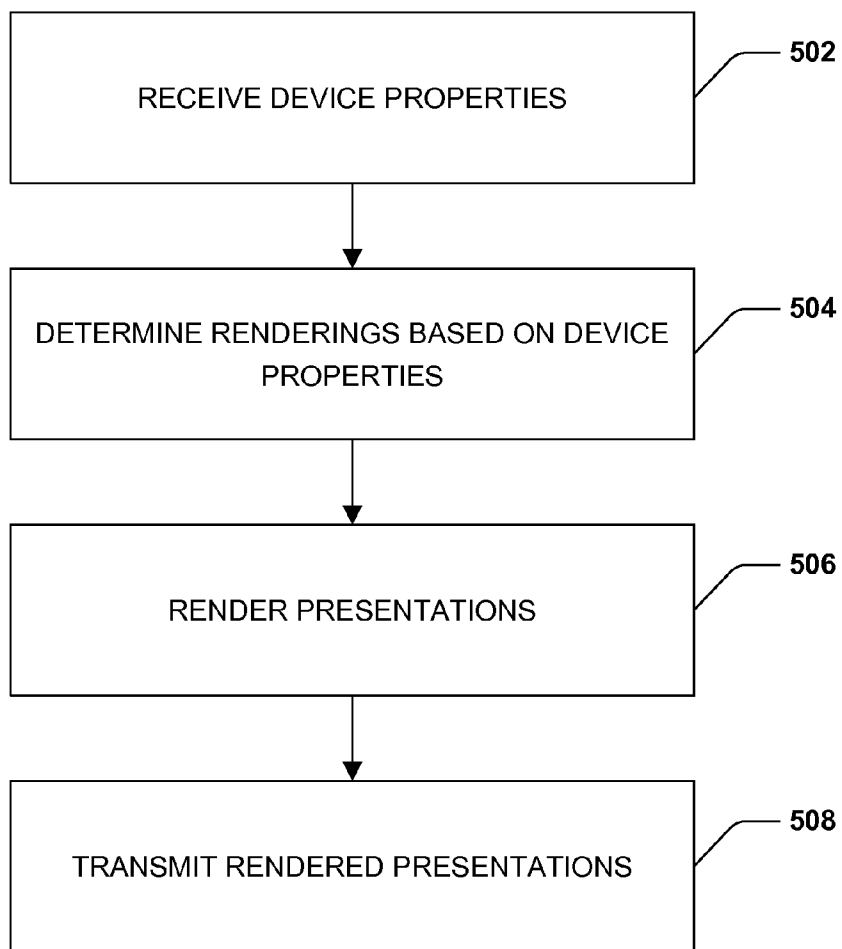 RECEIVE DEVICE PROPERTIES
502
DETERMINE RENDERINGS BASED ON DEVICE
PROPERTIES
504
RENDER PRESENTATIONS
506
TRANSMIT RENDERED PRESENTATIONS
508